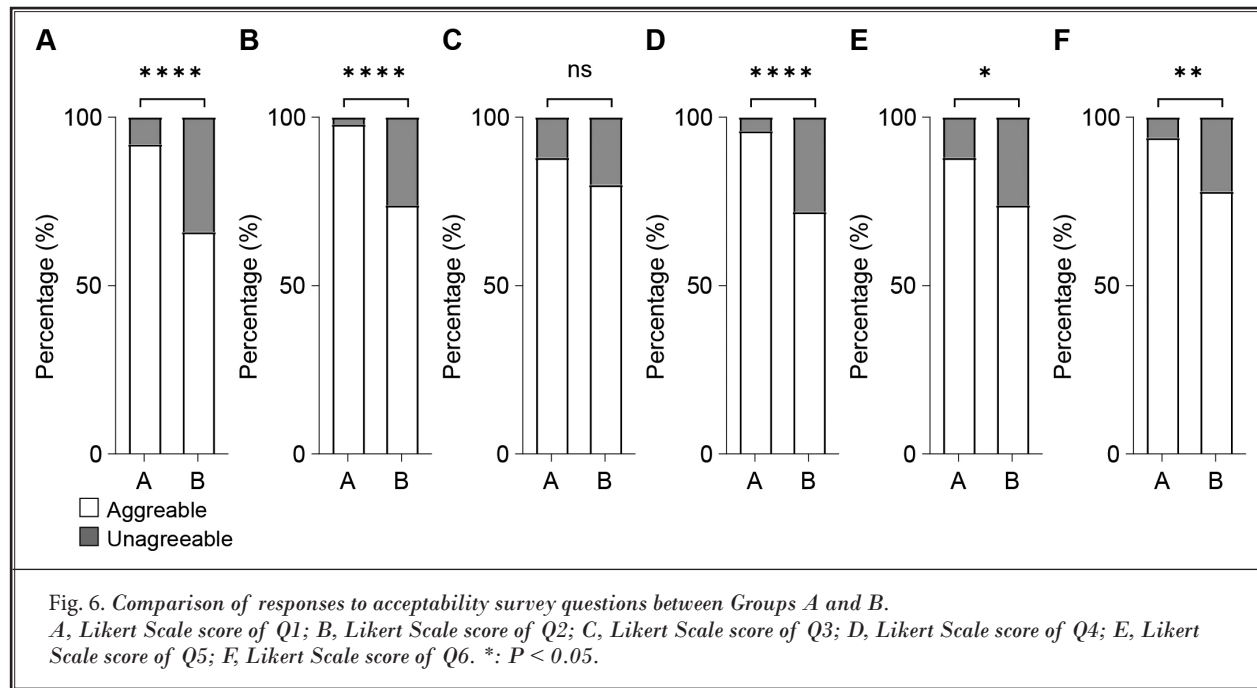 A B C D E F
**** **** ns **** * **
100 100 100 100 100 100
Percentage (%) Percentage (%) Percentage (%) Percentage (%) Percentage (%) Percentage (%)
50 50 50 50 50 50
0 0 0 0 0 0
A B A B A B A B A B A B
Aggreable
Unagreeable
Fig. 6. Comparison of responses to acceptability survey questions between Groups A and B.
A, Likert Scale score of Q1; B, Likert Scale score of Q2; C, Likert Scale score of Q3; D, Likert Scale score of Q4; E, Likert
Scale score of Q5; F, Likert Scale score of Q6. *: P < 0.05.